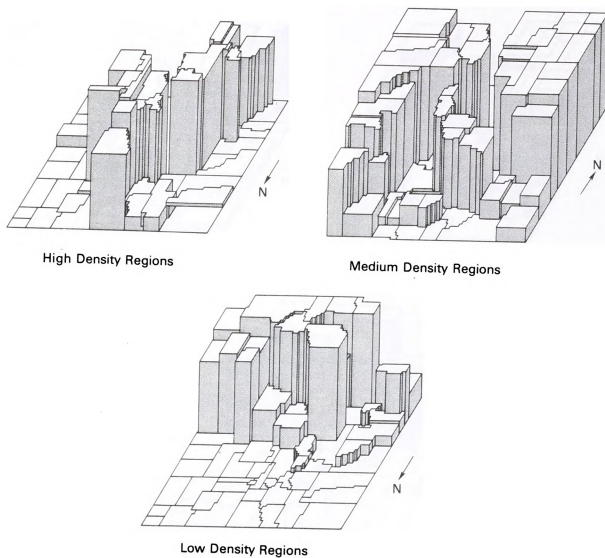 N
High Density Regions
N
Medium Density Regions
N
Low Density Regions